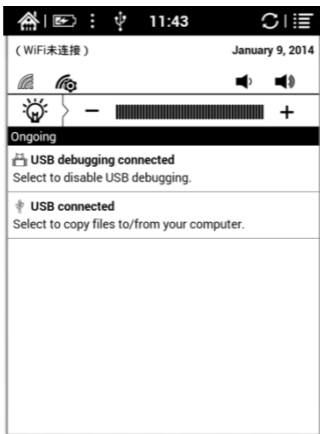 11:43
（WiFi未连接） January 9, 2014
Ongoing
USB debugging connected
Select to disable USB debugging.
USB connected
Select to copy files to/from your computer.